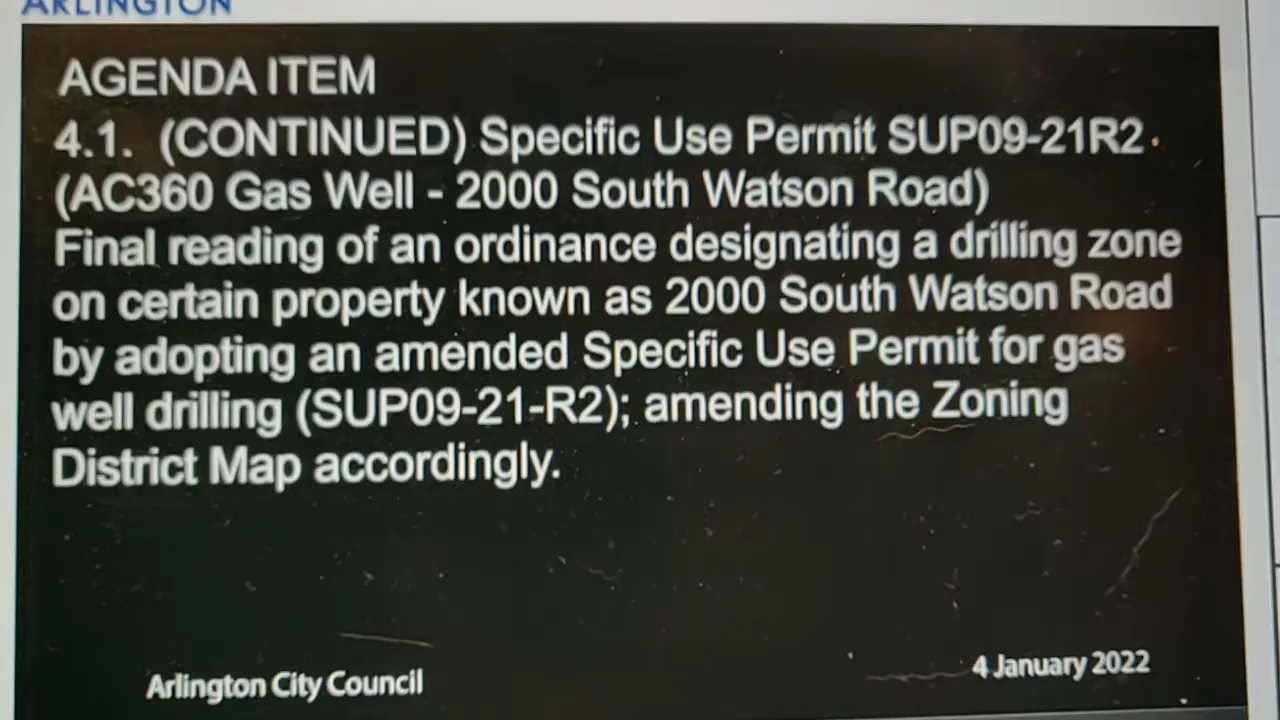 ARLINGTON
AGENDA ITEM
4.1. (CONTINUED) Specific Use Permit SUP09-21R2
(AC360 Gas Well - 2000 South Watson Road)
Final reading of an ordinance designating a drilling zone
on certain property known as 2000 South Watson Road
by adopting an amended Specific Use Permit for gas
well drilling (SUP09-21-R2); amending the Zoning
District Map accordingly.
Arlington City Council
4 January 2022